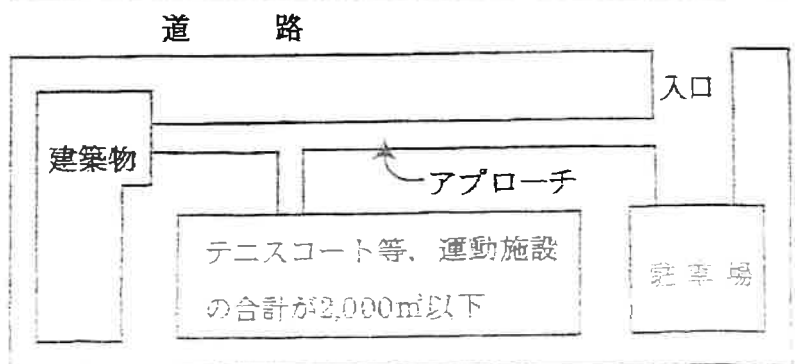 道　路
入口
建築物
アプローチ
テニスコート等、運動施設
の合計が2,000㎡以下
駐車場